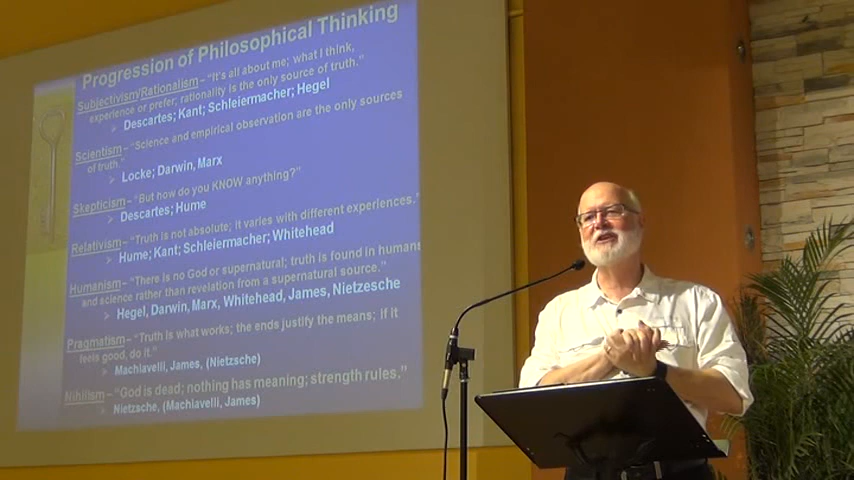 Progression of Philosophical Thinking
Subjectivism/Rationalism – "It's all about me; what I think,
experience or prefer; rationality is the only source of truth."
➢ Descartes; Kant; Schleiermacher; Hegel
Scientism – "Science and empirical observation are the only sources
of truth."
➢ Locke; Darwin, Marx
Skepticism – "But how do you KNOW anything?"
➢ Descartes; Hume
Relativism – "Truth is not absolute; it varies with different experiences."
➢ Hume; Kant; Schleiermacher; Whitehead
Humanism – "There is no God or supernatural; truth is found in humans
and science rather than revelation from a supernatural source."
➢ Hegel, Darwin, Marx, Whitehead, James, Nietzesche
Pragmatism – "Truth is what works; the ends justify the means; if it
feels good, do it."
➢ Machiavelli, James, (Nietzsche)
Nihilism – "God is dead; nothing has meaning; strength rules."
➢ Nietzsche, (Machiavelli, James)